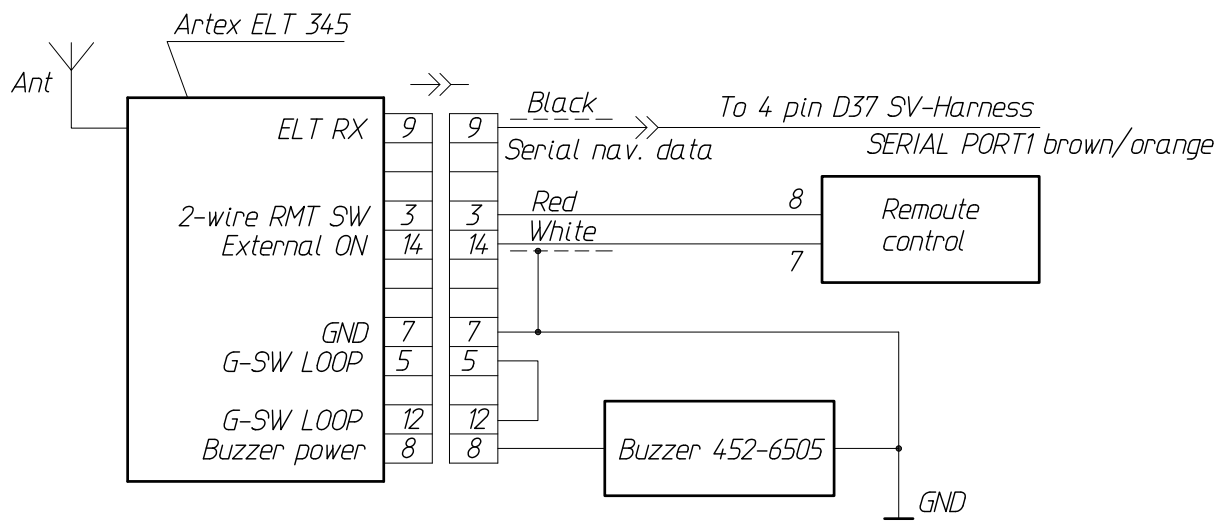 Artex ELT 345
Ant
Black
To 4 pin D37 SV-Harness
ELT RX 9 9
Serial nav. data
SERIAL PORT1 brown/orange
Red
8
2-wire RMT SW 3 3
Remoute
control
White
External ON 14 14
7
GND 7 7
G-SW LOOP 5 5
G-SW LOOP 12 12
Buzzer power 8 8
Buzzer 452-6505
GND